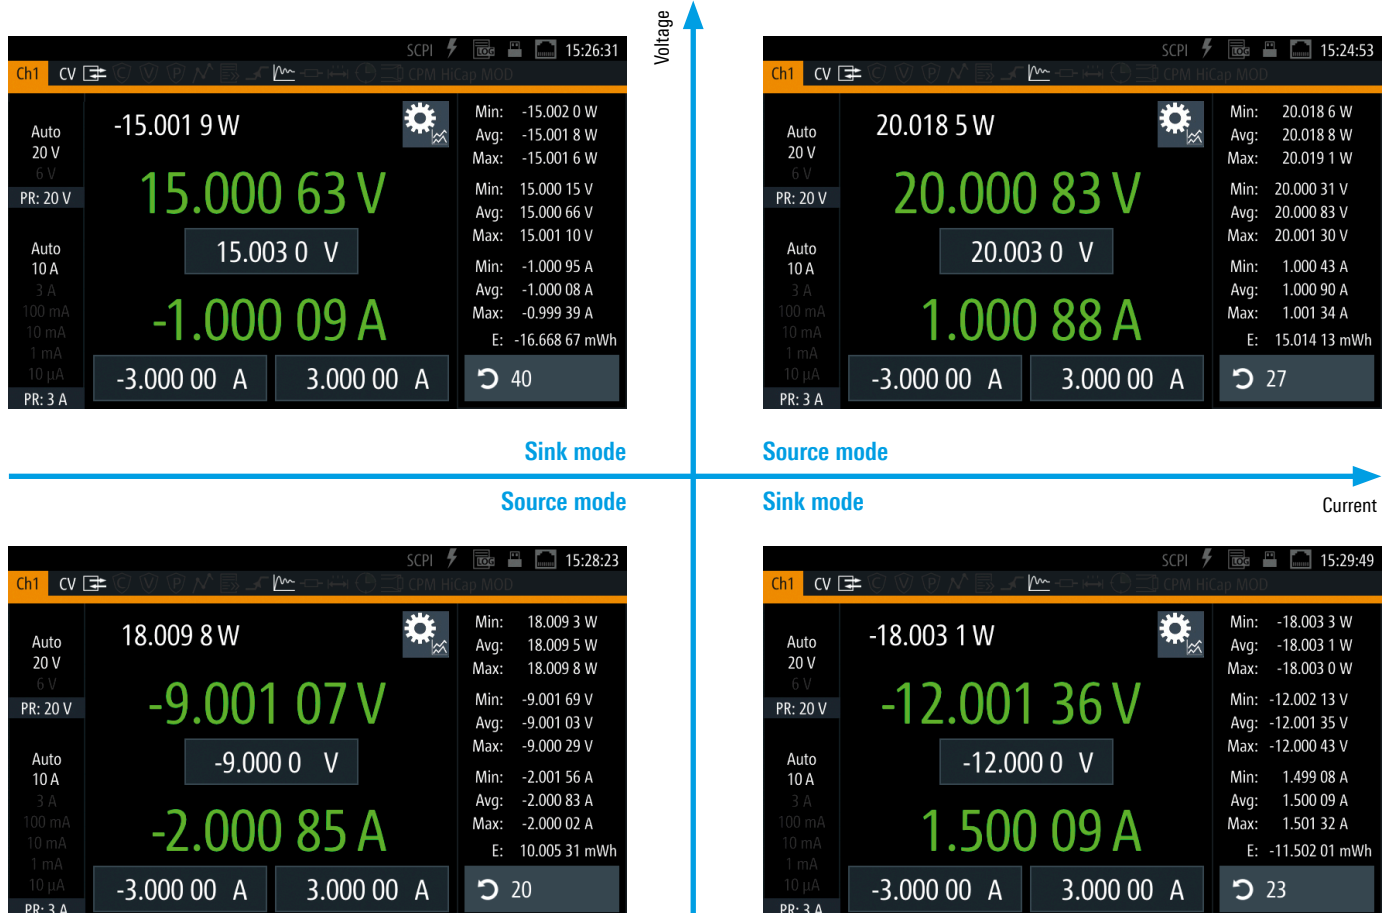 Voltage
SCPI LOG 15:26:31
Ch1 CV C V P CPM HiCap MOD
Auto
20 V
6 V
PR: 20 V
Auto
10 A
3 A
100 mA
10 mA
1 mA
10 µA
PR: 3 A
-15.001 9 W
15.000 63 V
15.003 0 V
-1.000 09 A
-3.000 00 A 3.000 00 A
Min: -15.002 0 W
Avg: -15.001 8 W
Max: -15.001 6 W
Min: 15.000 15 V
Avg: 15.000 66 V
Max: 15.001 10 V
Min: -1.000 95 A
Avg: -1.000 08 A
Max: -0.999 39 A
E: -16.668 67 mWh
40
SCPI LOG 15:24:53
Ch1 CV C V P CPM HiCap MOD
Auto
20 V
6 V
PR: 20 V
Auto
10 A
3 A
100 mA
10 mA
1 mA
10 µA
PR: 3 A
20.018 5 W
20.000 83 V
20.003 0 V
1.000 88 A
-3.000 00 A 3.000 00 A
Min: 20.018 6 W
Avg: 20.018 8 W
Max: 20.019 1 W
Min: 20.000 31 V
Avg: 20.000 83 V
Max: 20.001 30 V
Min: 1.000 43 A
Avg: 1.000 90 A
Max: 1.001 34 A
E: 15.014 13 mWh
27
Sink mode
Source mode
Source mode
Sink mode
Current
SCPI LOG 15:28:23
Ch1 CV C V P CPM HiCap MOD
Auto
20 V
6 V
PR: 20 V
Auto
10 A
3 A
100 mA
10 mA
1 mA
10 µA
PR: 3 A
18.009 8 W
-9.001 07 V
-9.000 0 V
-2.000 85 A
-3.000 00 A 3.000 00 A
Min: 18.009 3 W
Avg: 18.009 5 W
Max: 18.009 8 W
Min: -9.001 69 V
Avg: -9.001 03 V
Max: -9.000 29 V
Min: -2.001 56 A
Avg: -2.000 83 A
Max: -2.000 02 A
E: 10.005 31 mWh
20
SCPI LOG 15:29:49
Ch1 CV C V P CPM HiCap MOD
Auto
20 V
6 V
PR: 20 V
Auto
10 A
3 A
100 mA
10 mA
1 mA
10 µA
PR: 3 A
-18.003 1 W
-12.001 36 V
-12.000 0 V
1.500 09 A
-3.000 00 A 3.000 00 A
Min: -18.003 3 W
Avg: -18.003 1 W
Max: -18.003 0 W
Min: -12.002 13 V
Avg: -12.001 35 V
Max: -12.000 43 V
Min: 1.499 08 A
Avg: 1.500 09 A
Max: 1.501 32 A
E: -11.502 01 mWh
23